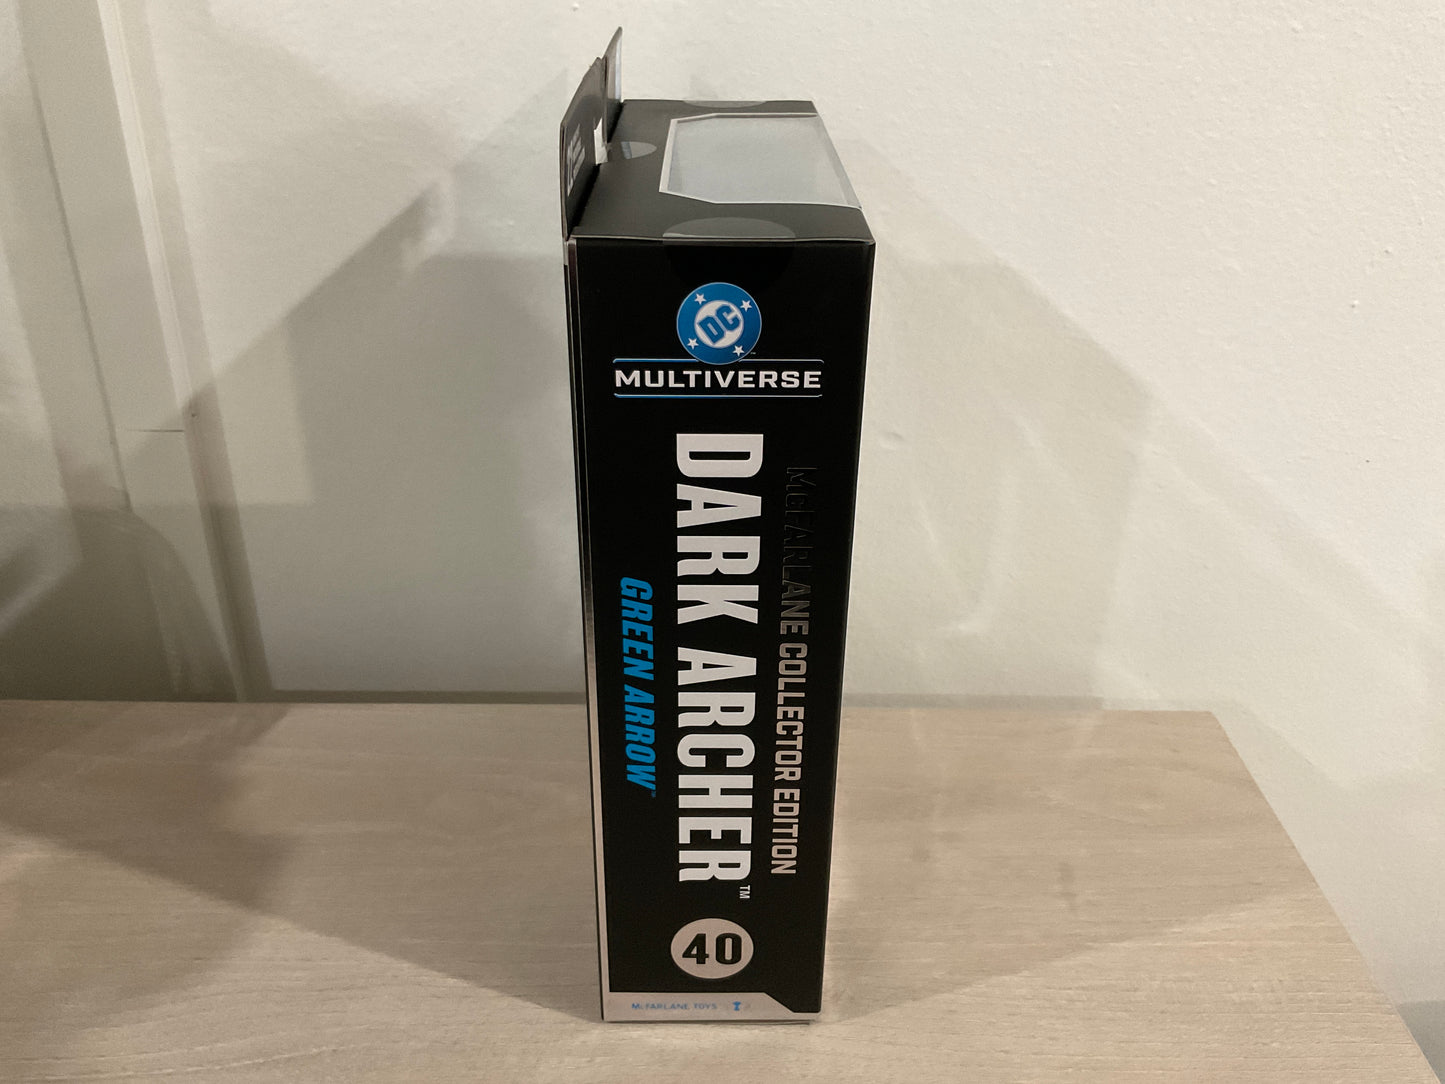 DC
MULTIVERSE
McFARLANE COLLECTOR EDITION
DARK ARCHER™
GREEN ARROW™
40
McFARLANE TOYS